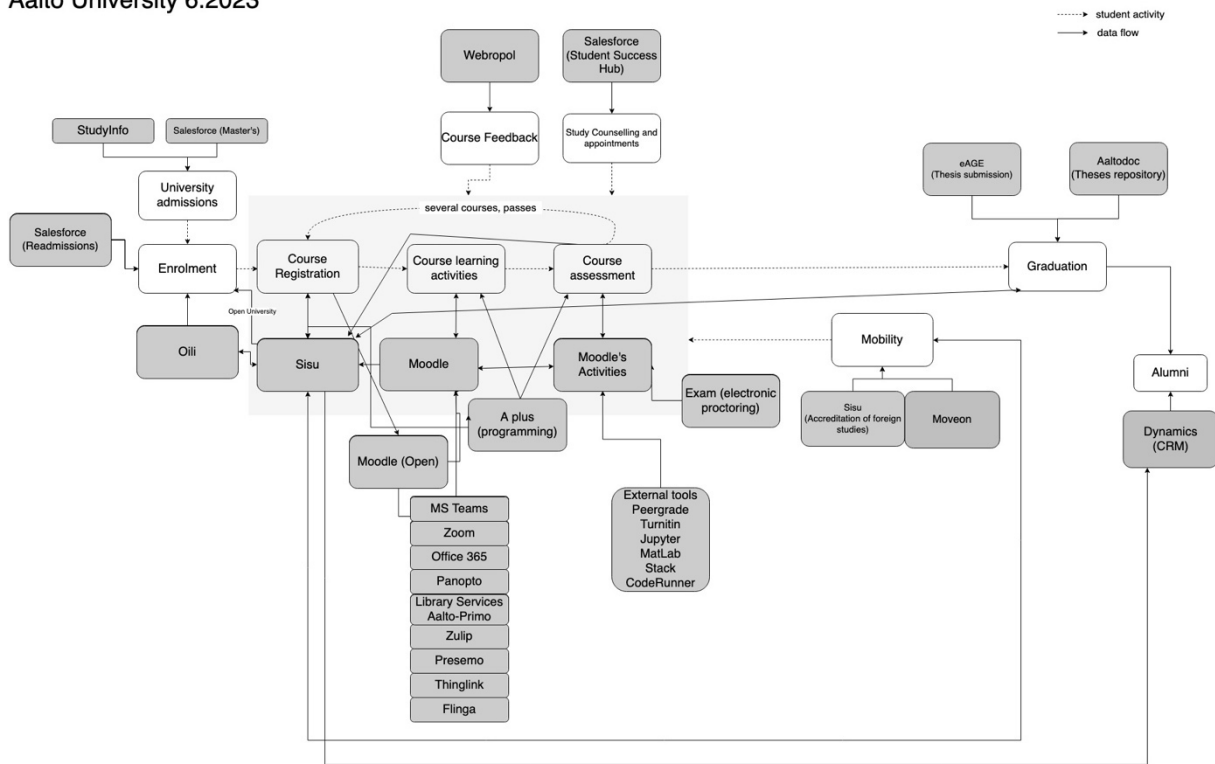 Aalto University 6.2023
student activity
data flow
Webropol
Salesforce
(Student Success
Hub)
StudyInfo
Salesforce (Master's)
Course Feedback
Study Counselling and
appointments
eAGE
(Thesis submission)
Aaltodoc
(Theses repository)
University
admissions
several courses, passes
Salesforce
(Readmissions)
Enrolment
Course
Registration
Course learning
activities
Course
assessment
Graduation
Open University
Oili
Sisu
Moodle
Moodle's
Activities
Mobility
Alumni
Exam (electronic
proctoring)
A plus
(programming)
Sisu
(Accreditation of foreign
studies)
Moveon
Dynamics
(CRM)
Moodle (Open)
MS Teams
Zoom
Office 365
Panopto
Library Services
Aalto-Primo
Zulip
Presemo
Thinglink
Flinga
External tools
Peergrade
Turnitin
Jupyter
MatLab
Stack
CodeRunner